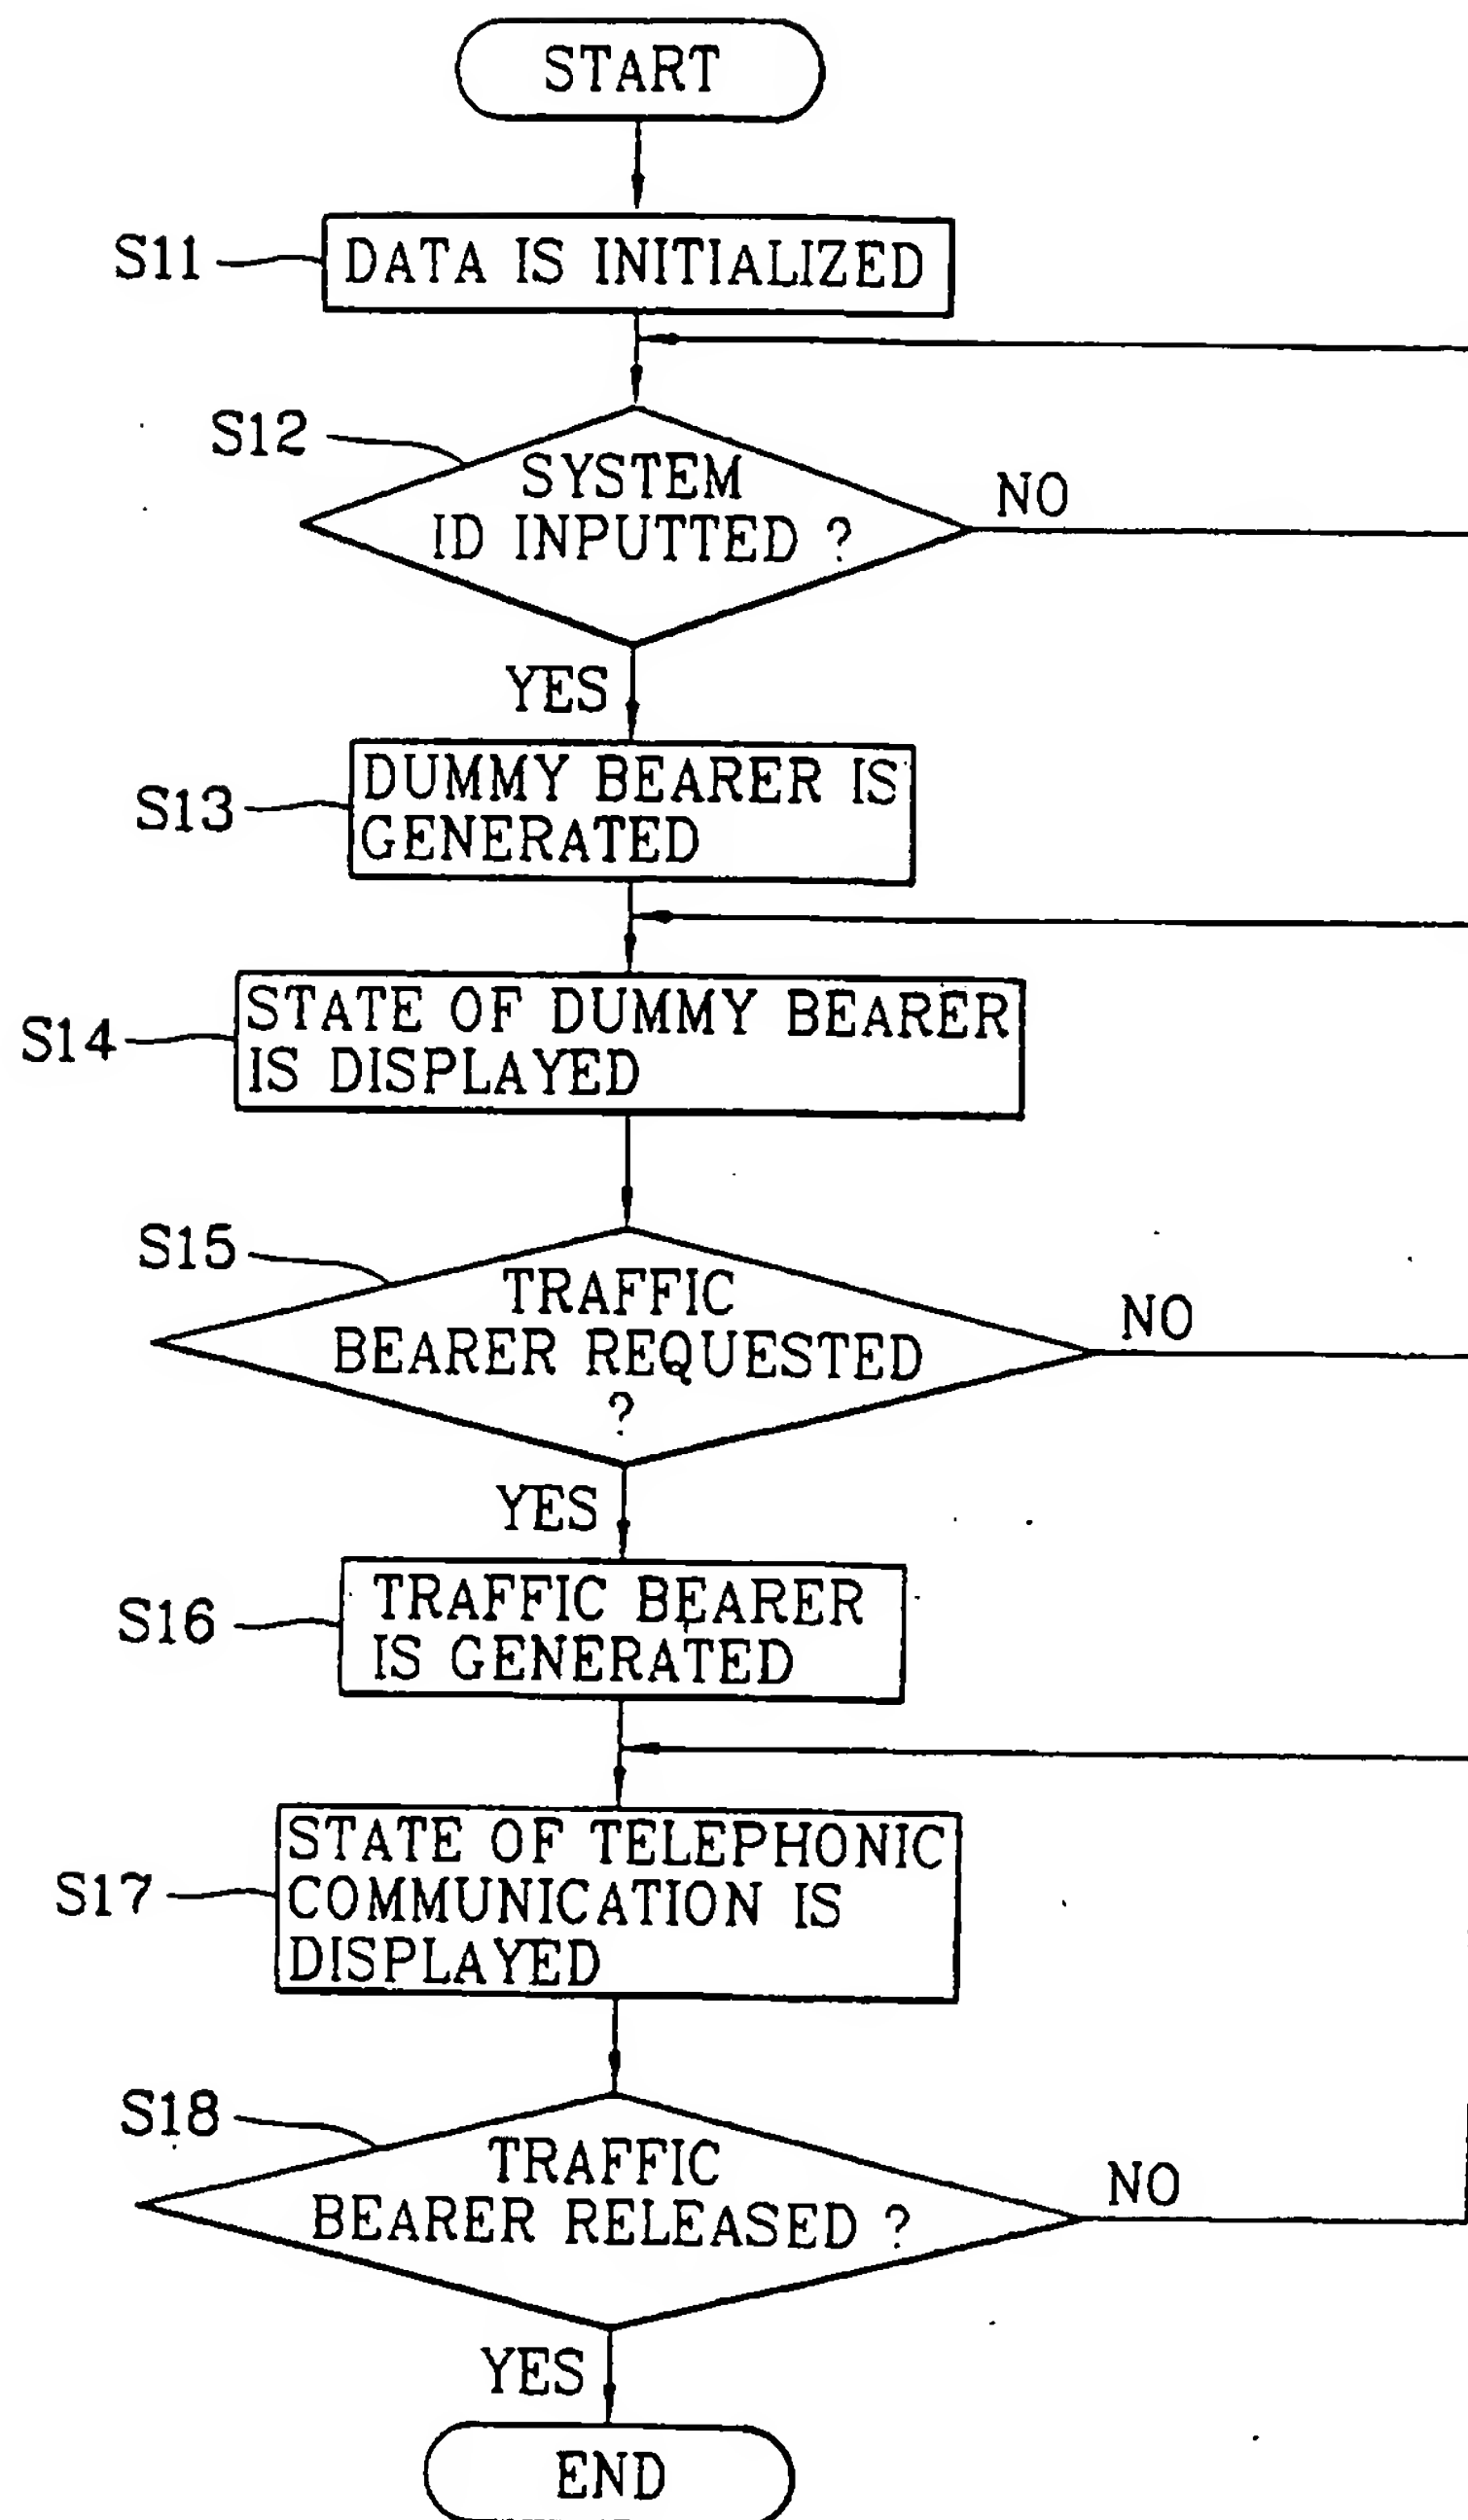 START
S11
DATA IS INITIALIZED
S12
SYSTEM
ID INPUTTED ?
NO
YES
S13
DUMMY BEARER IS
GENERATED
S14
STATE OF DUMMY BEARER
IS DISPLAYED
S15
TRAFFIC
BEARER REQUESTED
?
NO
YES
S16
TRAFFIC BEARER
IS GENERATED
S17
STATE OF TELEPHONIC
COMMUNICATION IS
DISPLAYED
S18
TRAFFIC
BEARER RELEASED ?
NO
YES
END